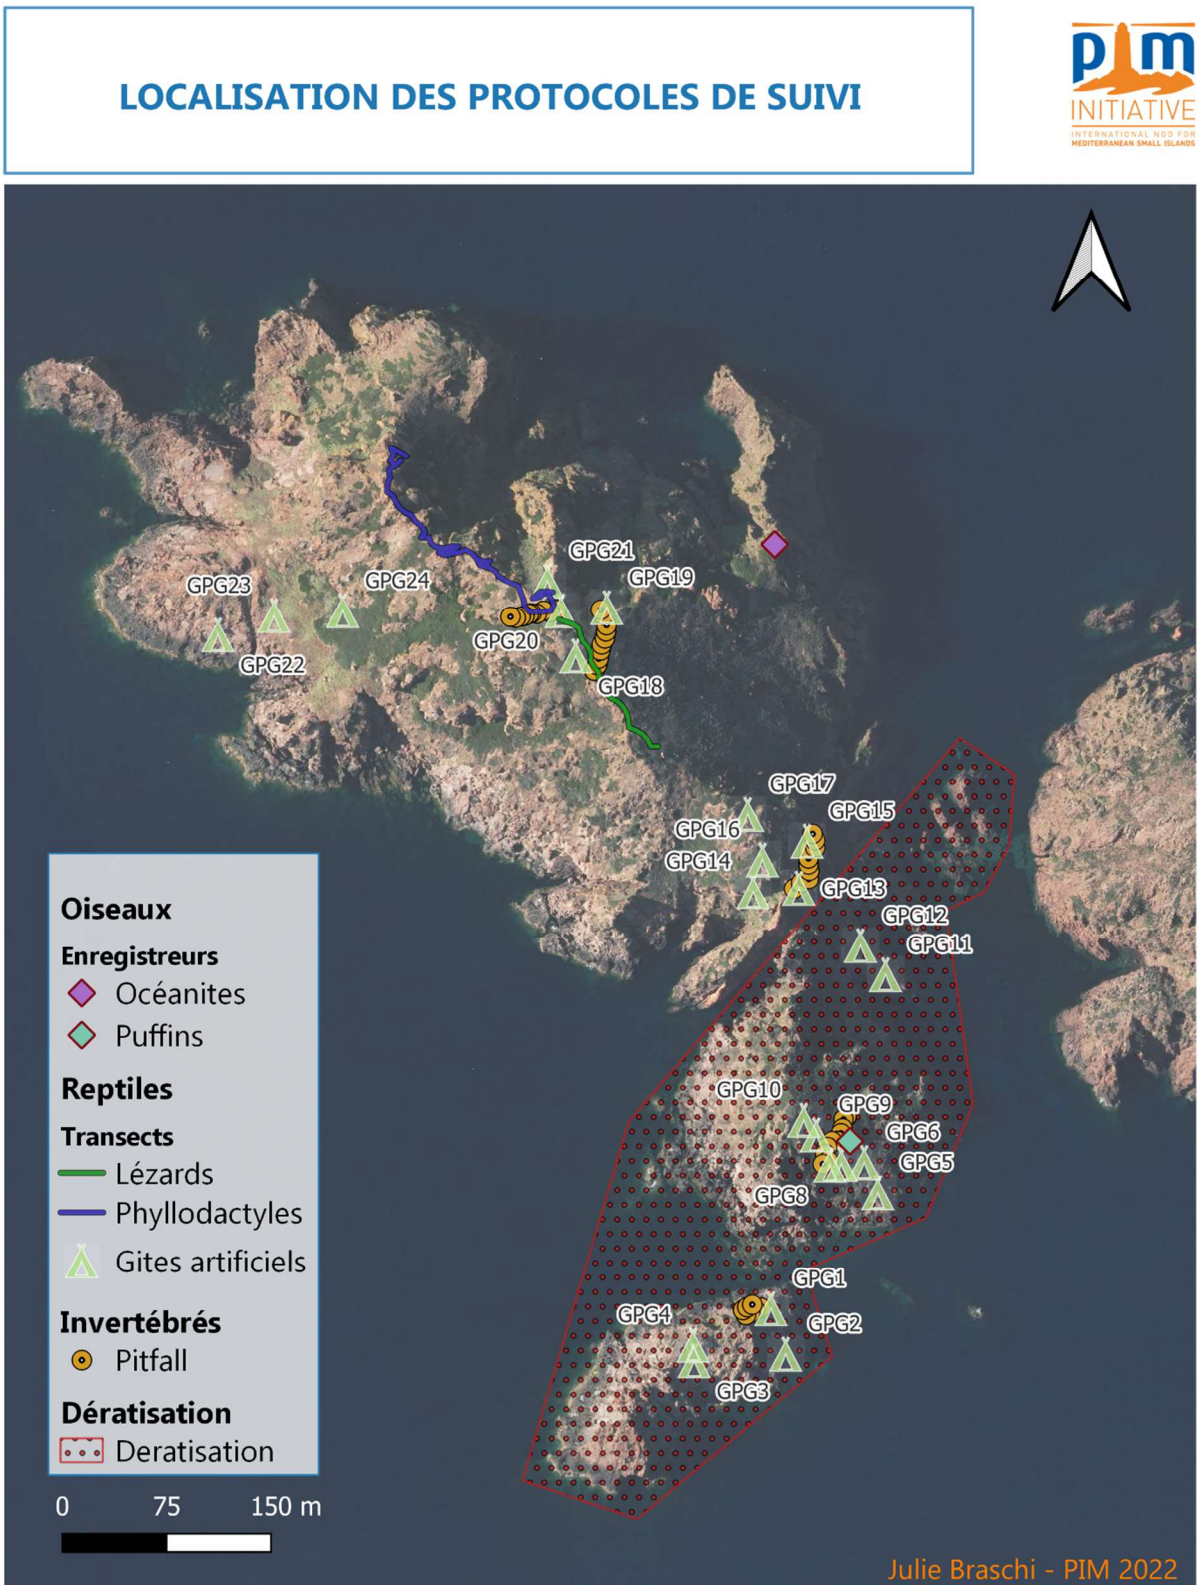 LOCALISATION DES PROTOCOLES DE SUIVI
PIM
INITIATIVE
INTERNATIONAL NGO FOR
MEDITERRANEAN SMALL ISLANDS
GPG21
GPG24
GPG19
GPG23
GPG20
GPG22
GPG18
GPG17
GPG15
GPG16
GPG14
GPG13
GPG12
GPG11
GPG10
GPG9
GPG6
GPG5
GPG8
GPG1
GPG4
GPG2
GPG3
Oiseaux
Enregistreurs
Océanites
Puffins
Reptiles
Transects
Lézards
Phyllodactyles
Gites artificiels
Invertébrés
Pitfall
Dératisation
Deratisation
0 75 150 m
Julie Braschi - PIM 2022